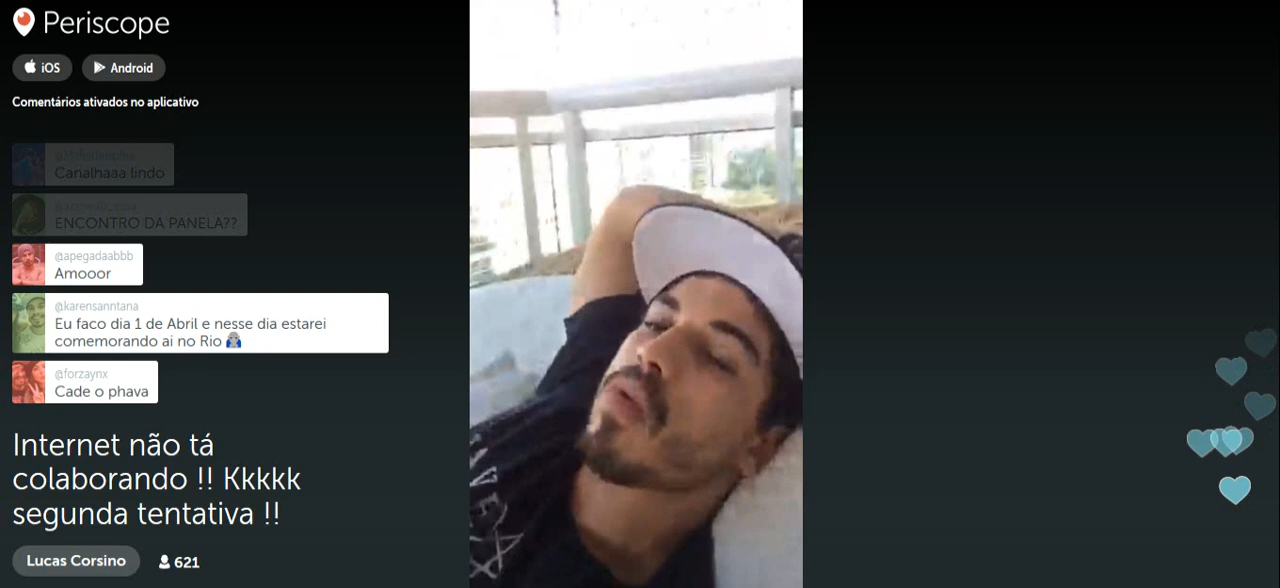 Periscope
iOS
Android
Comentários ativados no aplicativo
Canalhaaa lindo
ENCONTRO DA PANELA??
@apegadaabbb
Amooor
@karensanntana
Eu faco dia 1 de Abril e nesse dia estarei
comemorando ai no Rio
@forzaynx
Cade o phava
Internet não tá
colaborando !! Kkkkk
segunda tentativa !!
Lucas Corsino
621